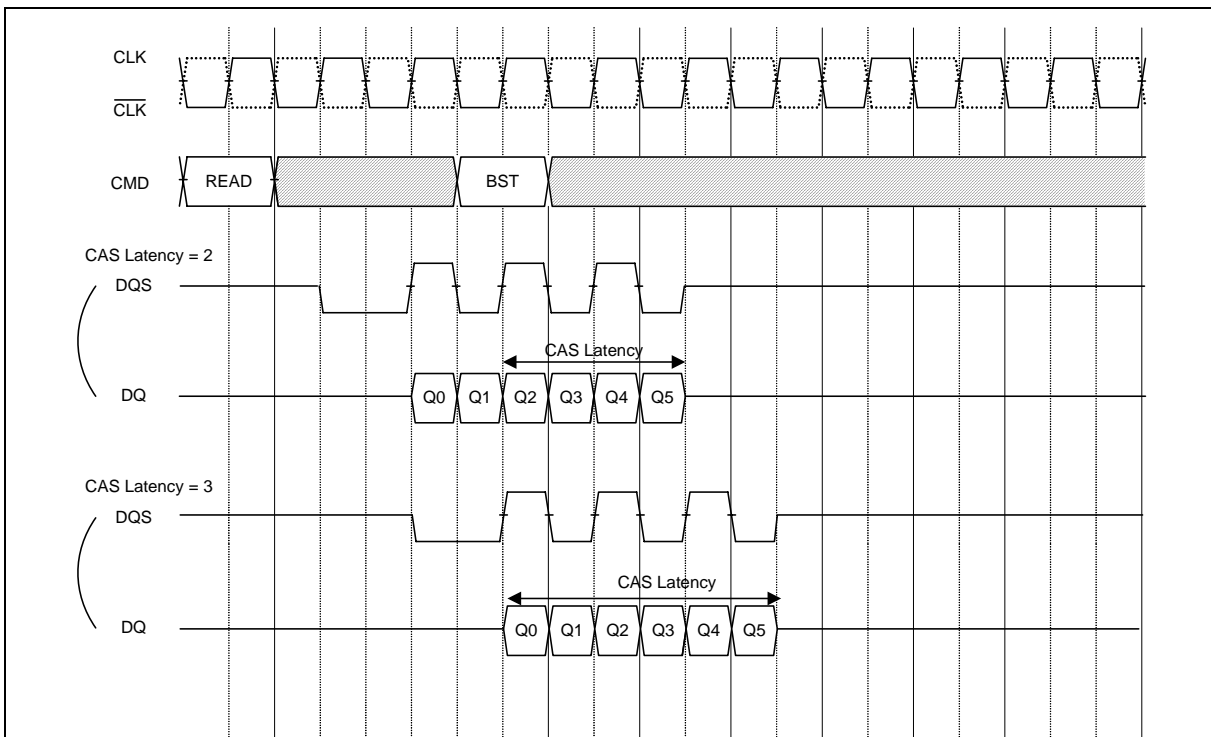 CLK
CLK
CMD READ BST
CAS Latency = 2
DQS
CAS Latency
DQ Q0 Q1 Q2 Q3 Q4 Q5
CAS Latency = 3
DQS
CAS Latency
DQ Q0 Q1 Q2 Q3 Q4 Q5